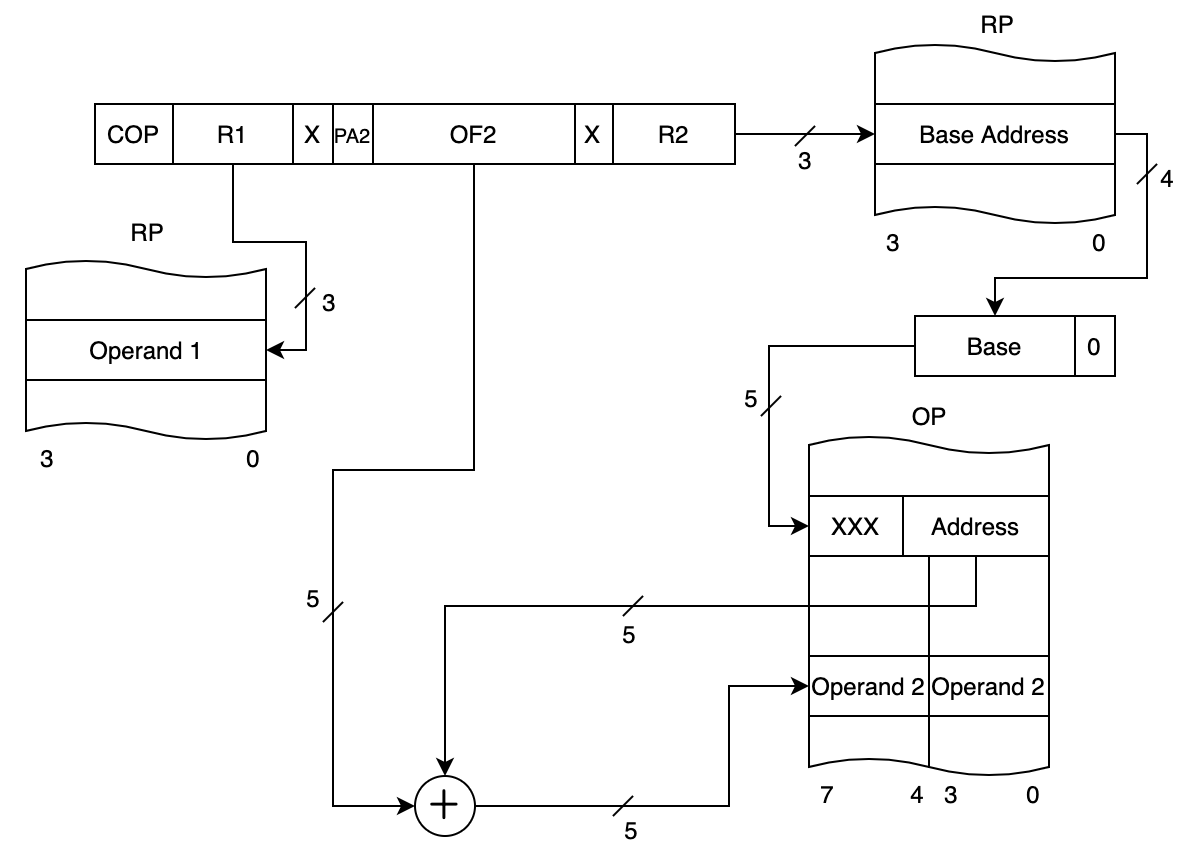 RP
COP R1 X PA2 OF2 X R2
Base Address
3
4
3 0
RP
3
Operand 1
3 0
Base 0
5
OP
XXX Address
5
5
Operand 2 Operand 2
7 4 3 0
+
5